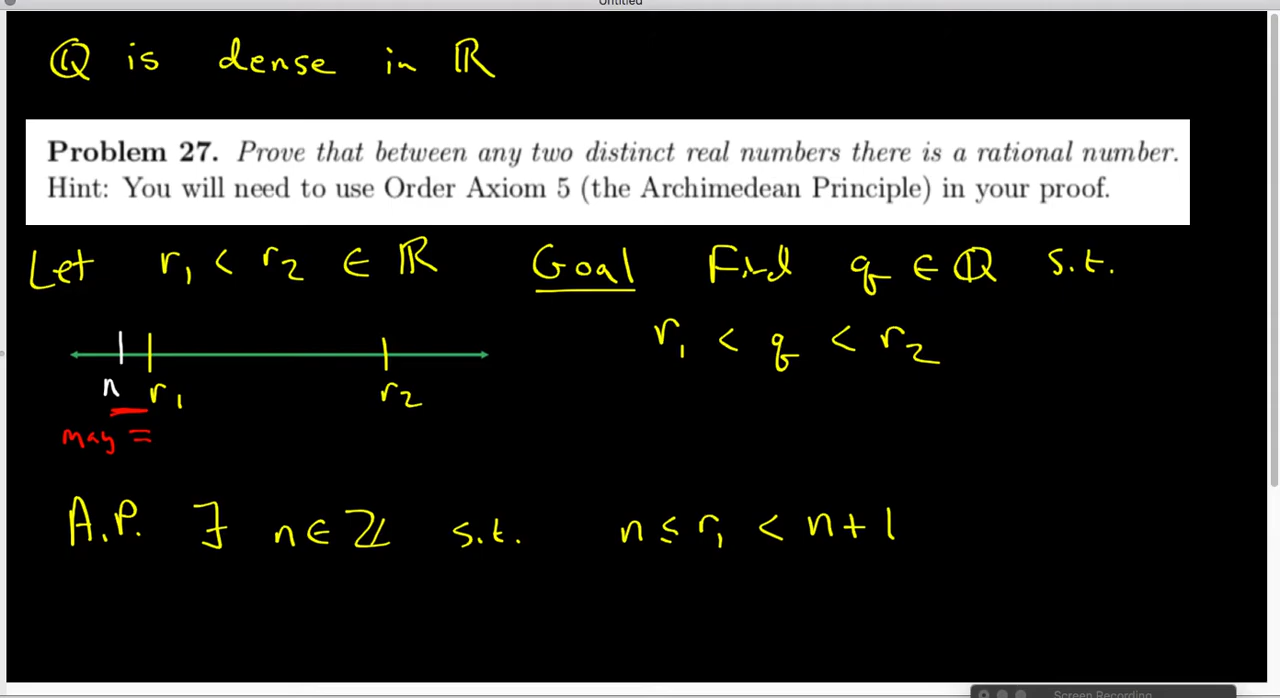 Untitled
ℚ is dense in ℝ
Problem 27. Prove that between any two distinct real numbers there is a rational number.
Hint: You will need to use Order Axiom 5 (the Archimedean Principle) in your proof.
Let r₁ < r₂ ∈ ℝ Goal Find q ∈ ℚ s.t.
r₁ < q < r₂
n r₁ r₂
may =
A.P. ∃ n ∈ ℤ s.t. n ≤ r₁ < n + 1
Screen Recording